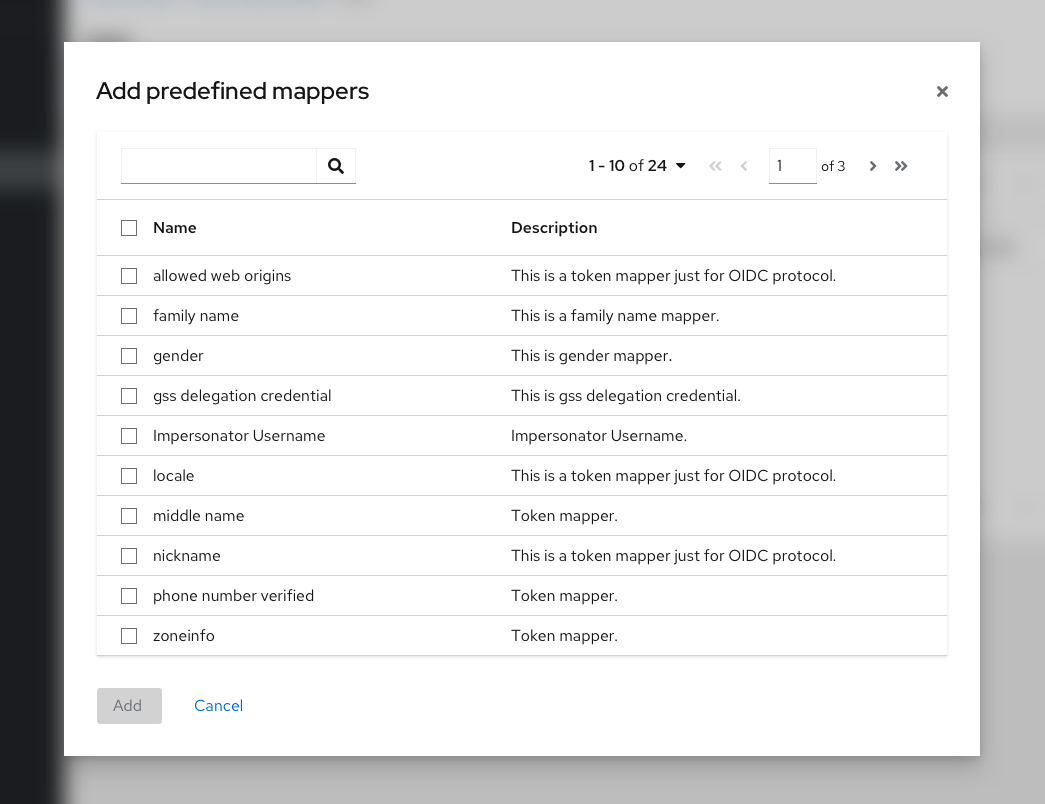 Add predefined mappers
1 - 10 of 24 1 of 3
Name Description
allowed web origins This is a token mapper just for OIDC protocol.
family name This is a family name mapper.
gender This is gender mapper.
gss delegation credential This is gss delegation credential.
Impersonator Username Impersonator Username.
locale This is a token mapper just for OIDC protocol.
middle name Token mapper.
nickname This is a token mapper just for OIDC protocol.
phone number verified Token mapper.
zoneinfo Token mapper.
Add Cancel